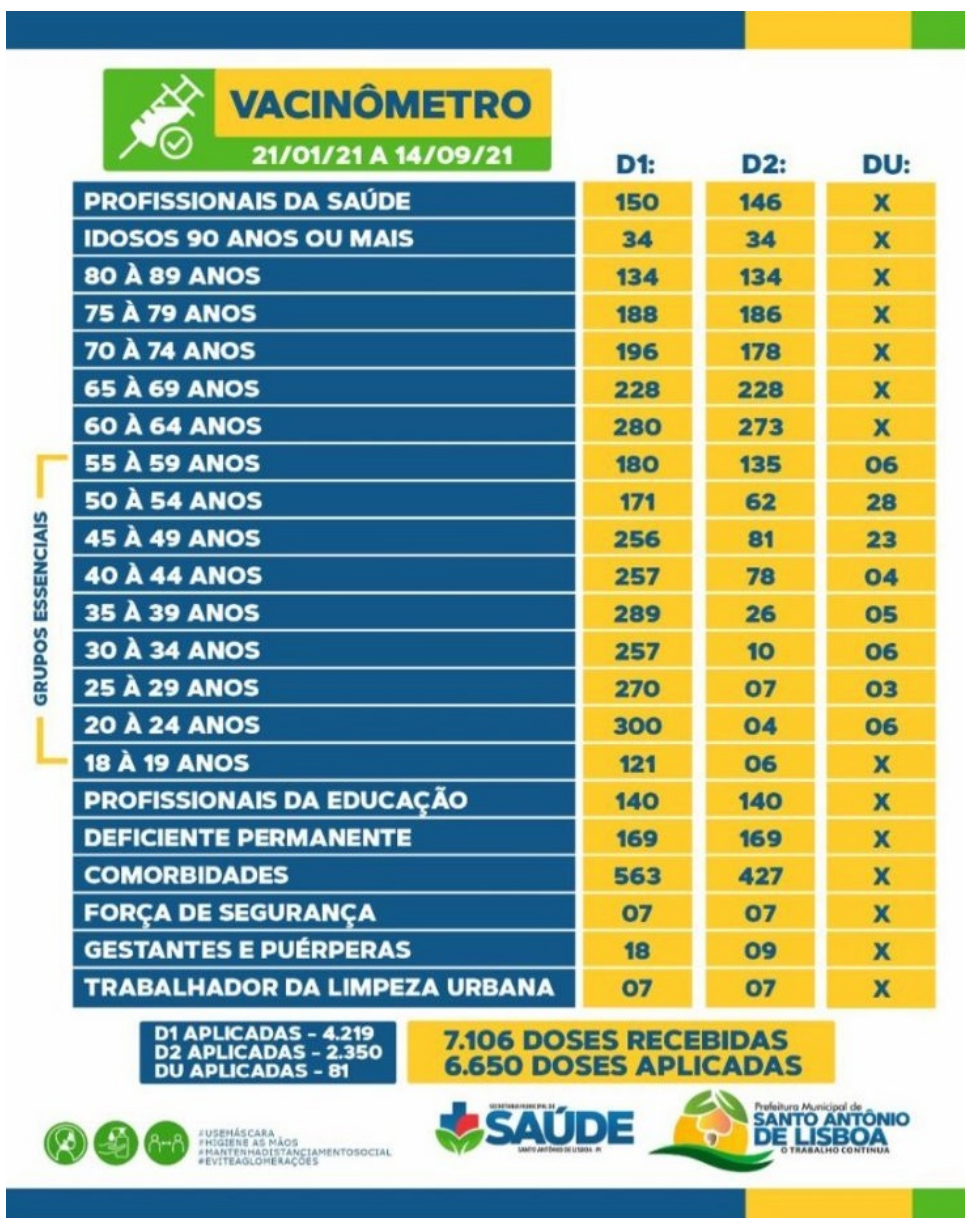 VACINÔMETRO
21/01/21 A 14/09/21
D1: D2: DU:
PROFISSIONAIS DA SAÚDE 150 146 X
IDOSOS 90 ANOS OU MAIS 34 34 X
80 À 89 ANOS 134 134 X
75 À 79 ANOS 188 186 X
70 À 74 ANOS 196 178 X
65 À 69 ANOS 228 228 X
60 À 64 ANOS 280 273 X
GRUPOS ESSENCIAIS
55 À 59 ANOS 180 135 06
50 À 54 ANOS 171 62 28
45 À 49 ANOS 256 81 23
40 À 44 ANOS 257 78 04
35 À 39 ANOS 289 26 05
30 À 34 ANOS 257 10 06
25 À 29 ANOS 270 07 03
20 À 24 ANOS 300 04 06
18 À 19 ANOS 121 06 X
PROFISSIONAIS DA EDUCAÇÃO 140 140 X
DEFICIENTE PERMANENTE 169 169 X
COMORBIDADES 563 427 X
FORÇA DE SEGURANÇA 07 07 X
GESTANTES E PUÉRPERAS 18 09 X
TRABALHADOR DA LIMPEZA URBANA 07 07 X
D1 APLICADAS - 4.219
D2 APLICADAS - 2.350
DU APLICADAS - 81
7.106 DOSES RECEBIDAS
6.650 DOSES APLICADAS
#USEMÁSCARA
#HIGIENE AS MÃOS
#MANTENHADISTANCIAMENTOSOCIAL
#EVITEAGLOMERAÇÕES
SECRETARIA MUNICIPAL DE
SAÚDE
SANTO ANTÔNIO DE LISBOA - PI
Prefeitura Municipal de
SANTO ANTÔNIO
DE LISBOA
O TRABALHO CONTINUA